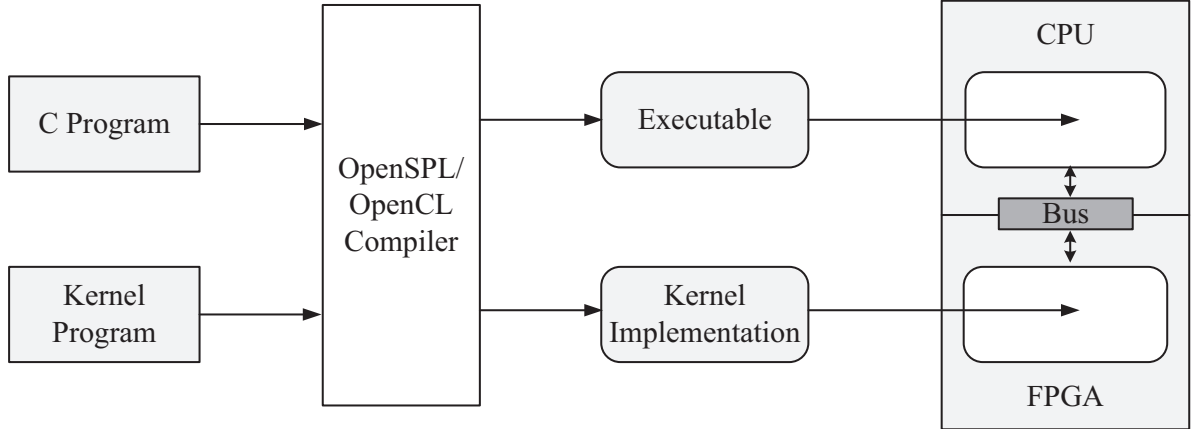 C Program
Kernel
Program
OpenSPL/
OpenCL
Compiler
Executable
Kernel
Implementation
CPU
Bus
FPGA